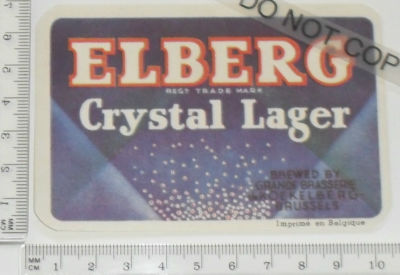 DO NOT COP
ELBERG
REGT TRADE MARK
Crystal Lager
BREWED BY
GRANDE BRASSERIE
BRUSSELS
Imprimé en Belgique
MM
CM 1 2 3 4 5 6 7 8 9 10